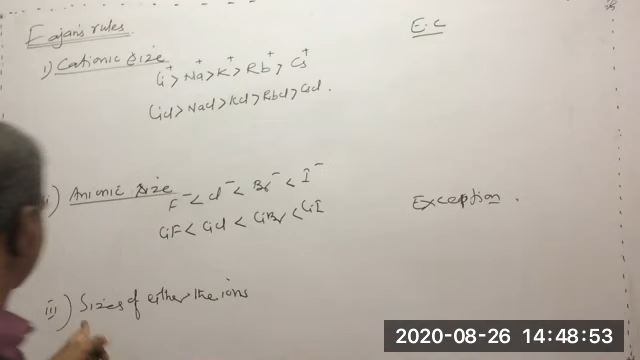 Fajan's rules.
E.C
i) Cationic size
Li⁺ > Na⁺ > K⁺ > Rb⁺ > Cs⁺
LiCl > NaCl > KCl > RbCl > CsCl.
) Anionic size
F⁻ < Cl⁻ < Br⁻ < I⁻
LiF < LiCl < LiBr < LiI
Exception.
iii) Sizes of either the ions
2020-08-26 14:48:53